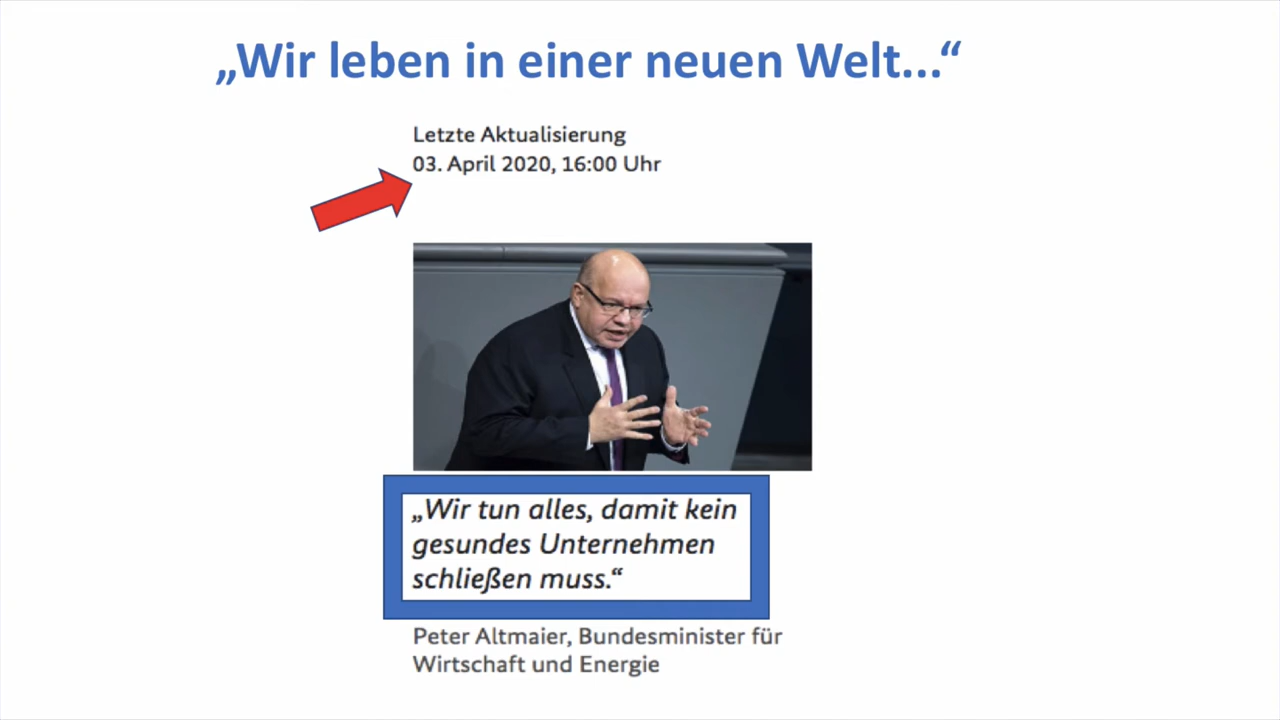 „Wir leben in einer neuen Welt...“
Letzte Aktualisierung
03. April 2020, 16:00 Uhr
„Wir tun alles, damit kein
gesundes Unternehmen
schließen muss.“
Peter Altmaier, Bundesminister für
Wirtschaft und Energie